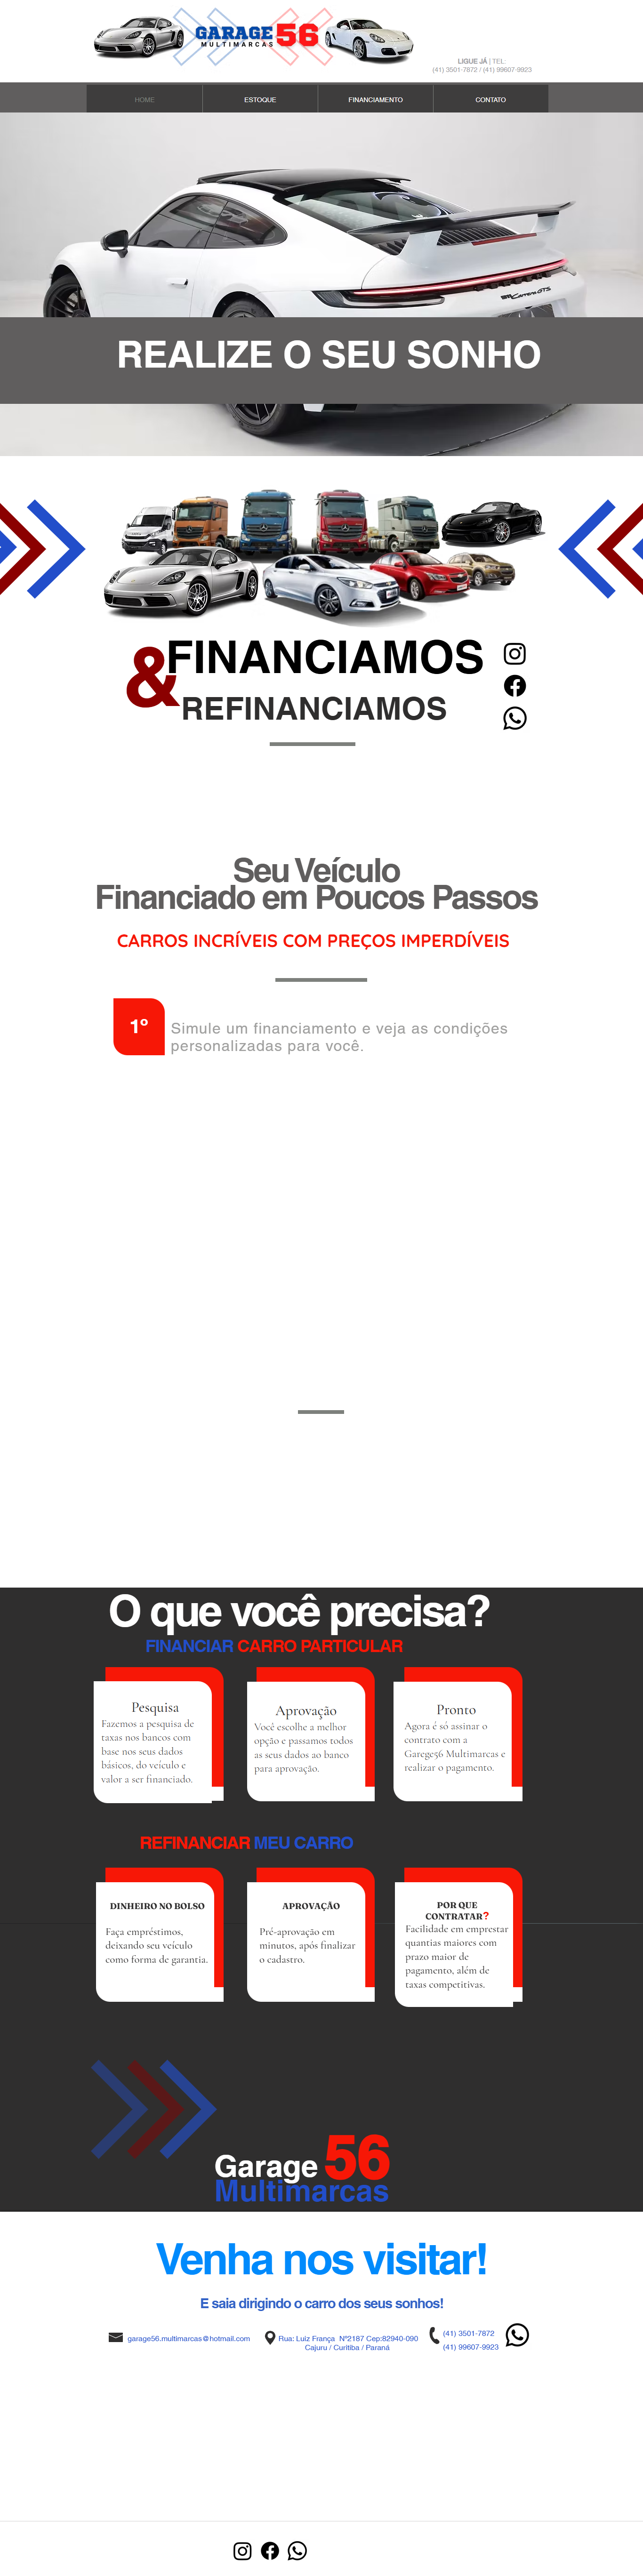 GARAGE 56
MULTIMARCAS
LIGUE JÁ | TEL:
(41) 3501-7872 / (41) 99607-9923
HOME
ESTOQUE
FINANCIAMENTO
CONTATO
911 Carrera GTS
REALIZE O SEU SONHO
&
FINANCIAMOS
REFINANCIAMOS
Seu Veículo
Financiado em Poucos Passos
CARROS INCRÍVEIS COM PREÇOS IMPERDÍVEIS
1º
Simule um financiamento e veja as condições
personalizadas para você.
O que você precisa?
FINANCIAR CARRO PARTICULAR
Pesquisa
Fazemos a pesquisa de
taxas nos bancos com
base nos seus dados
básicos, do veículo e
valor a ser financiado.
Aprovação
Você escolhe a melhor
opção e passamos todos
as seus dados ao banco
para aprovação.
Pronto
Agora é só assinar o
contrato com a
Garegc56 Multimarcas e
realizar o pagamento.
REFINANCIAR MEU CARRO
DINHEIRO NO BOLSO
Faça empréstimos,
deixando seu veículo
como forma de garantia.
APROVAÇÃO
Pré-aprovação em
minutos, após finalizar
o cadastro.
POR QUE
CONTRATAR?
Facilidade em emprestar
quantias maiores com
prazo maior de
pagamento, além de
taxas competitivas.
Garage 56
Multimarcas
Venha nos visitar!
E saia dirigindo o carro dos seus sonhos!
garage56.multimarcas@hotmail.com
Rua: Luiz França Nº2187 Cep:82940-090
Cajuru / Curitiba / Paraná
(41) 3501-7872
(41) 99607-9923